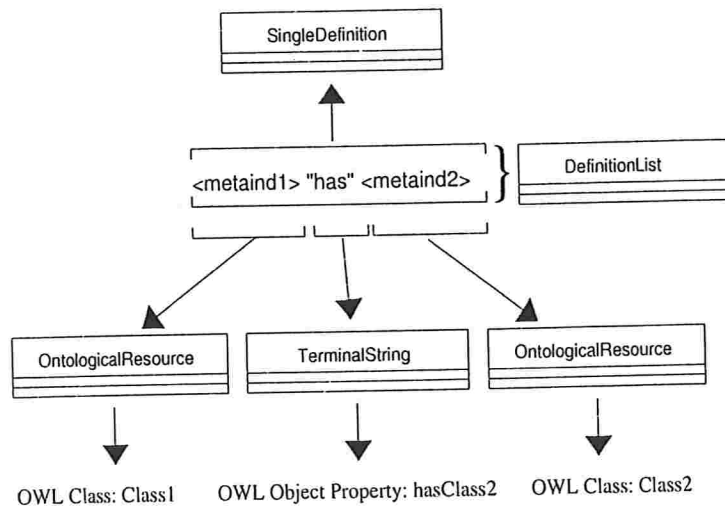 SingleDefinition
<metaind1> "has" <metaind2>
DefinitionList
OntologicalResource
TerminalString
OntologicalResource
OWL Class: Class1
OWL Object Property: hasClass2
OWL Class: Class2